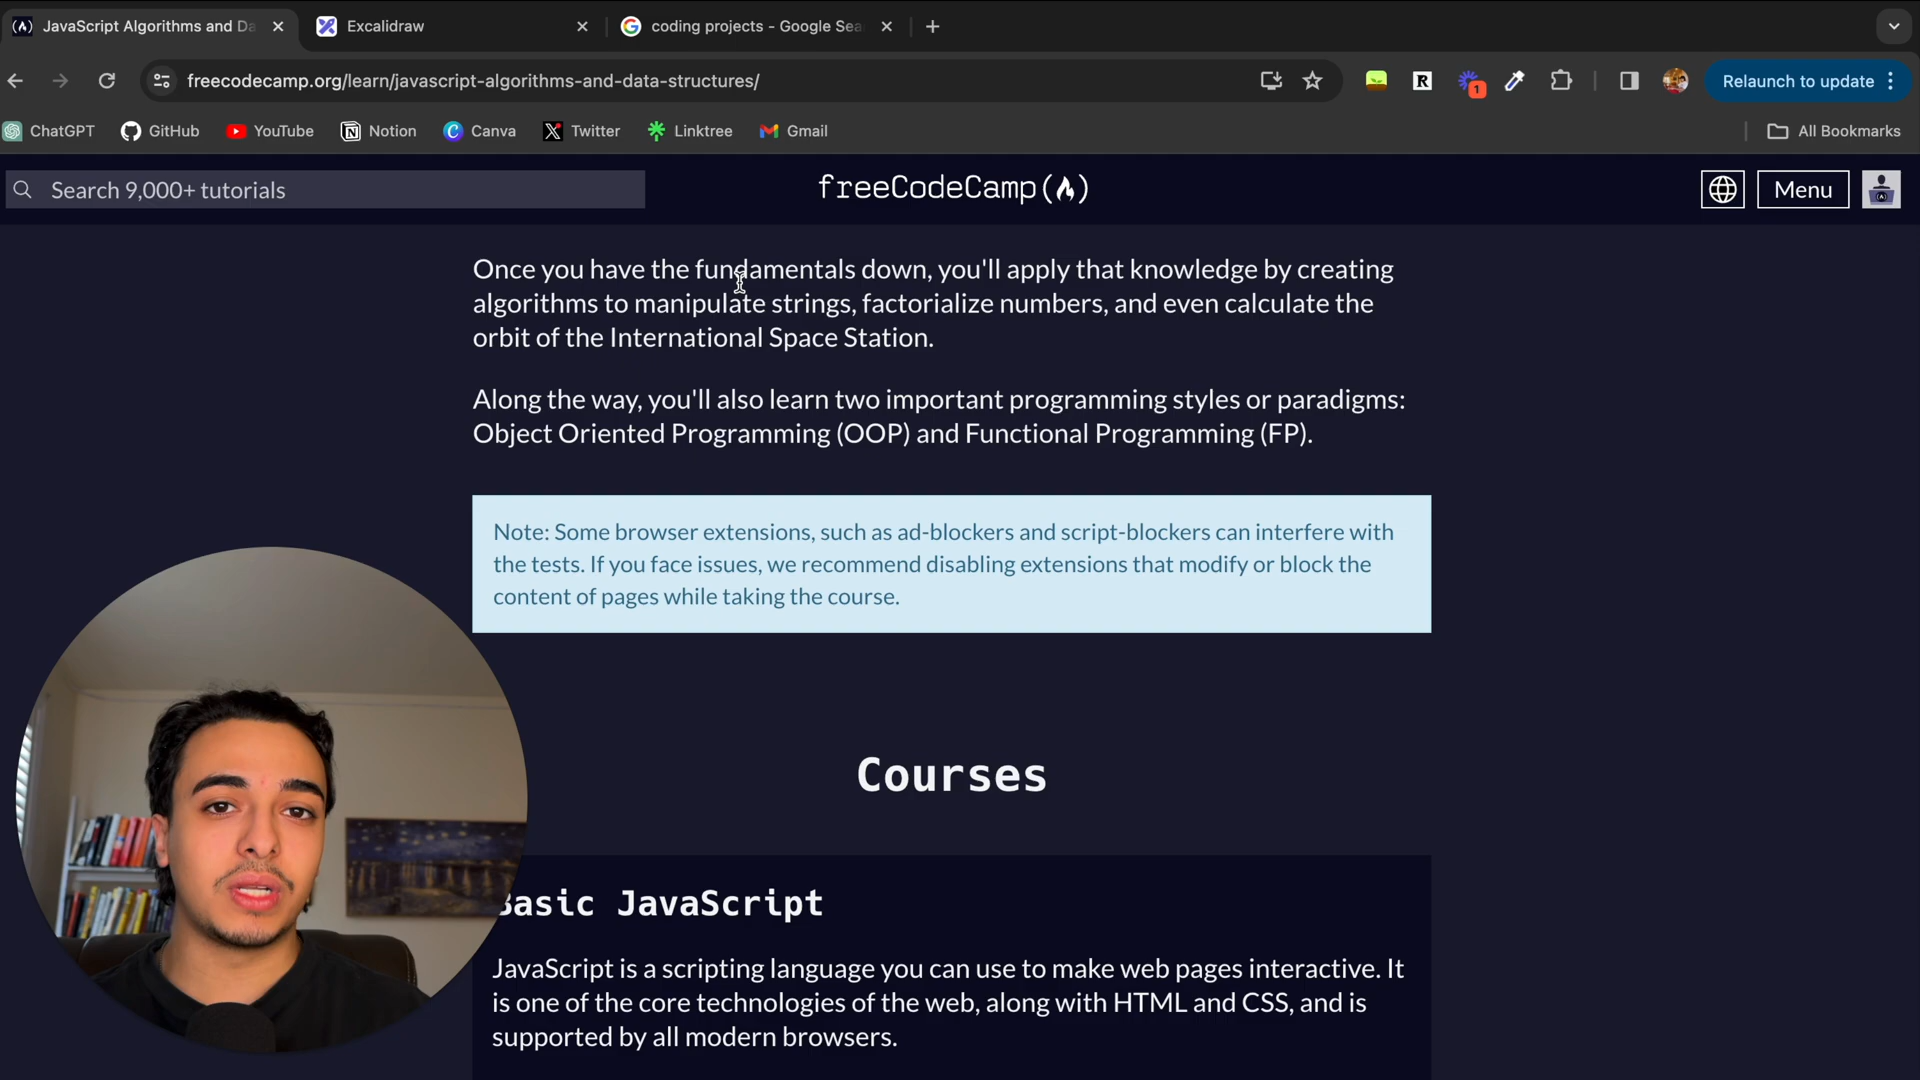 JavaScript Algorithms and Da
Excalidraw
coding projects - Google Sea
freecodecamp.org/learn/javascript-algorithms-and-data-structures/
1
Relaunch to update
ChatGPT
GitHub
YouTube
Notion
Canva
Twitter
Linktree
Gmail
All Bookmarks
Search 9,000+ tutorials
freeCodeCamp
Menu
Once you have the fundamentals down, you'll apply that knowledge by creating
algorithms to manipulate strings, factorialize numbers, and even calculate the
orbit of the International Space Station.
Along the way, you'll also learn two important programming styles or paradigms:
Object Oriented Programming (OOP) and Functional Programming (FP).
Note: Some browser extensions, such as ad-blockers and script-blockers can interfere with
the tests. If you face issues, we recommend disabling extensions that modify or block the
content of pages while taking the course.
Courses
Basic JavaScript
JavaScript is a scripting language you can use to make web pages interactive. It
is one of the core technologies of the web, along with HTML and CSS, and is
supported by all modern browsers.